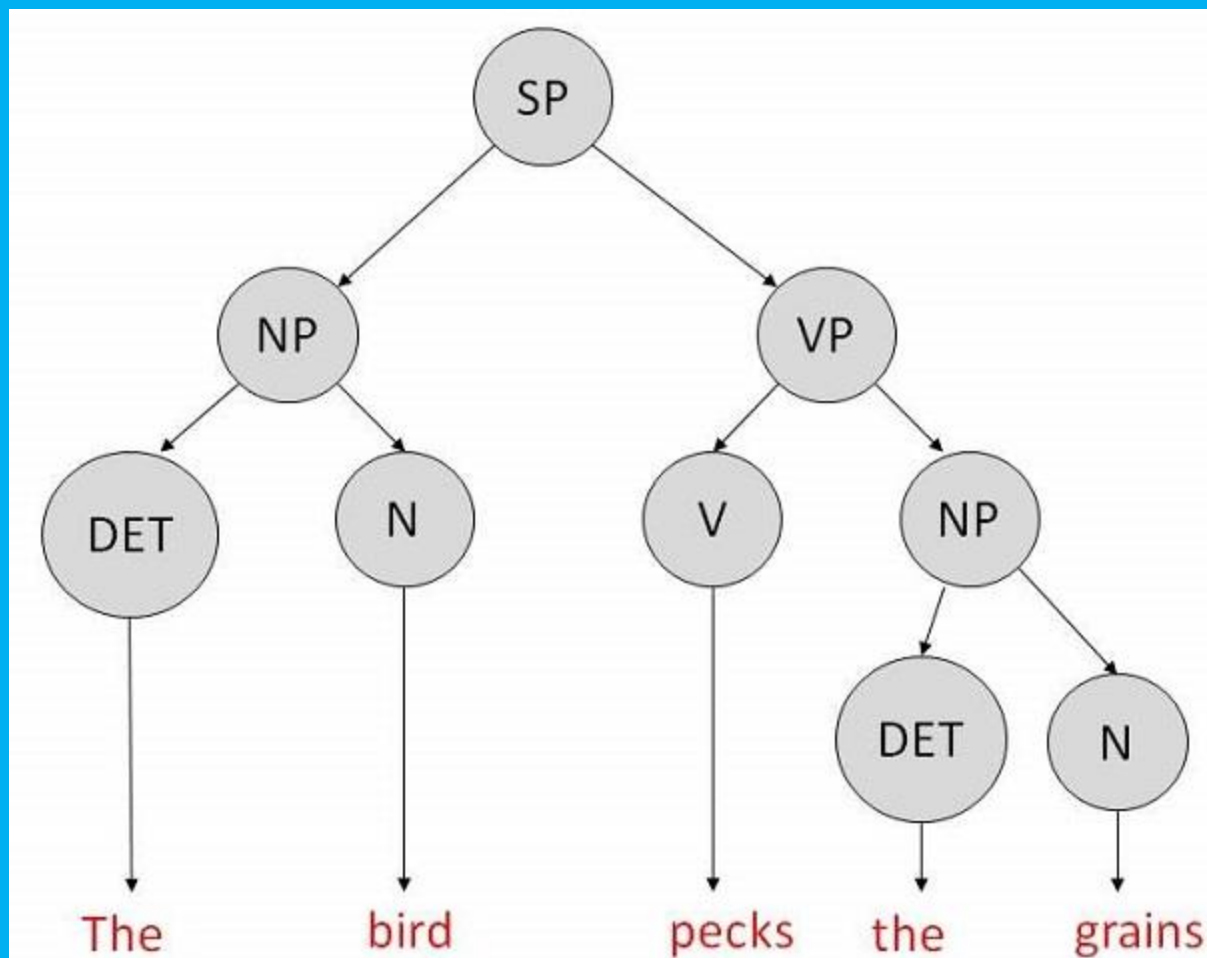 SP
NP VP
DET N V NP
DET N
The bird pecks the grains